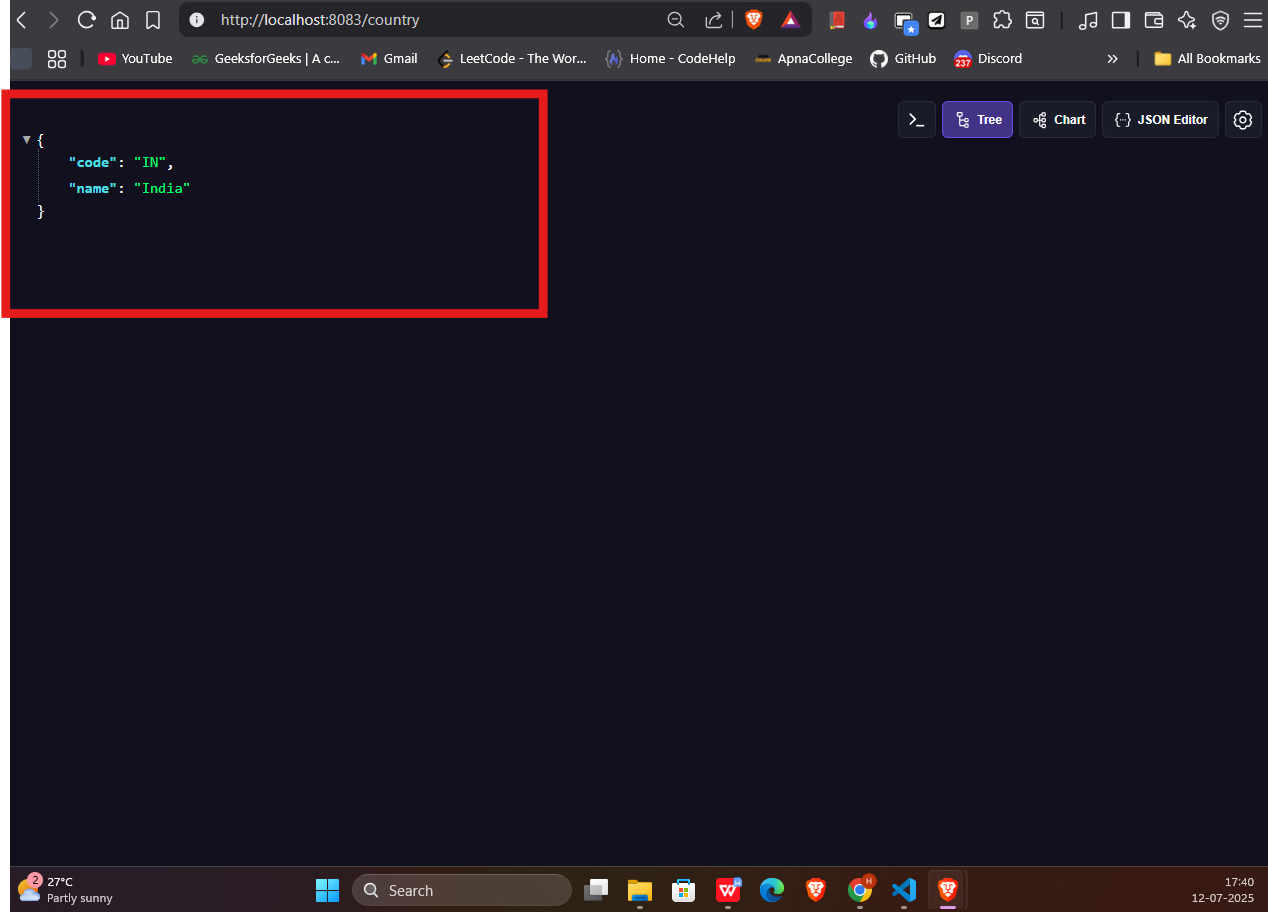 http://localhost:8083/country
P
YouTube
GeeksforGeeks | A c...
Gmail
LeetCode - The Wor...
Home - CodeHelp
ApnaCollege
GitHub
237
Discord
»
All Bookmarks
{
"code": "IN",
"name": "India"
}
>_
Tree
Chart
{··} JSON Editor
2
27°C
Partly sunny
Search
W
H
17:40
12-07-2025